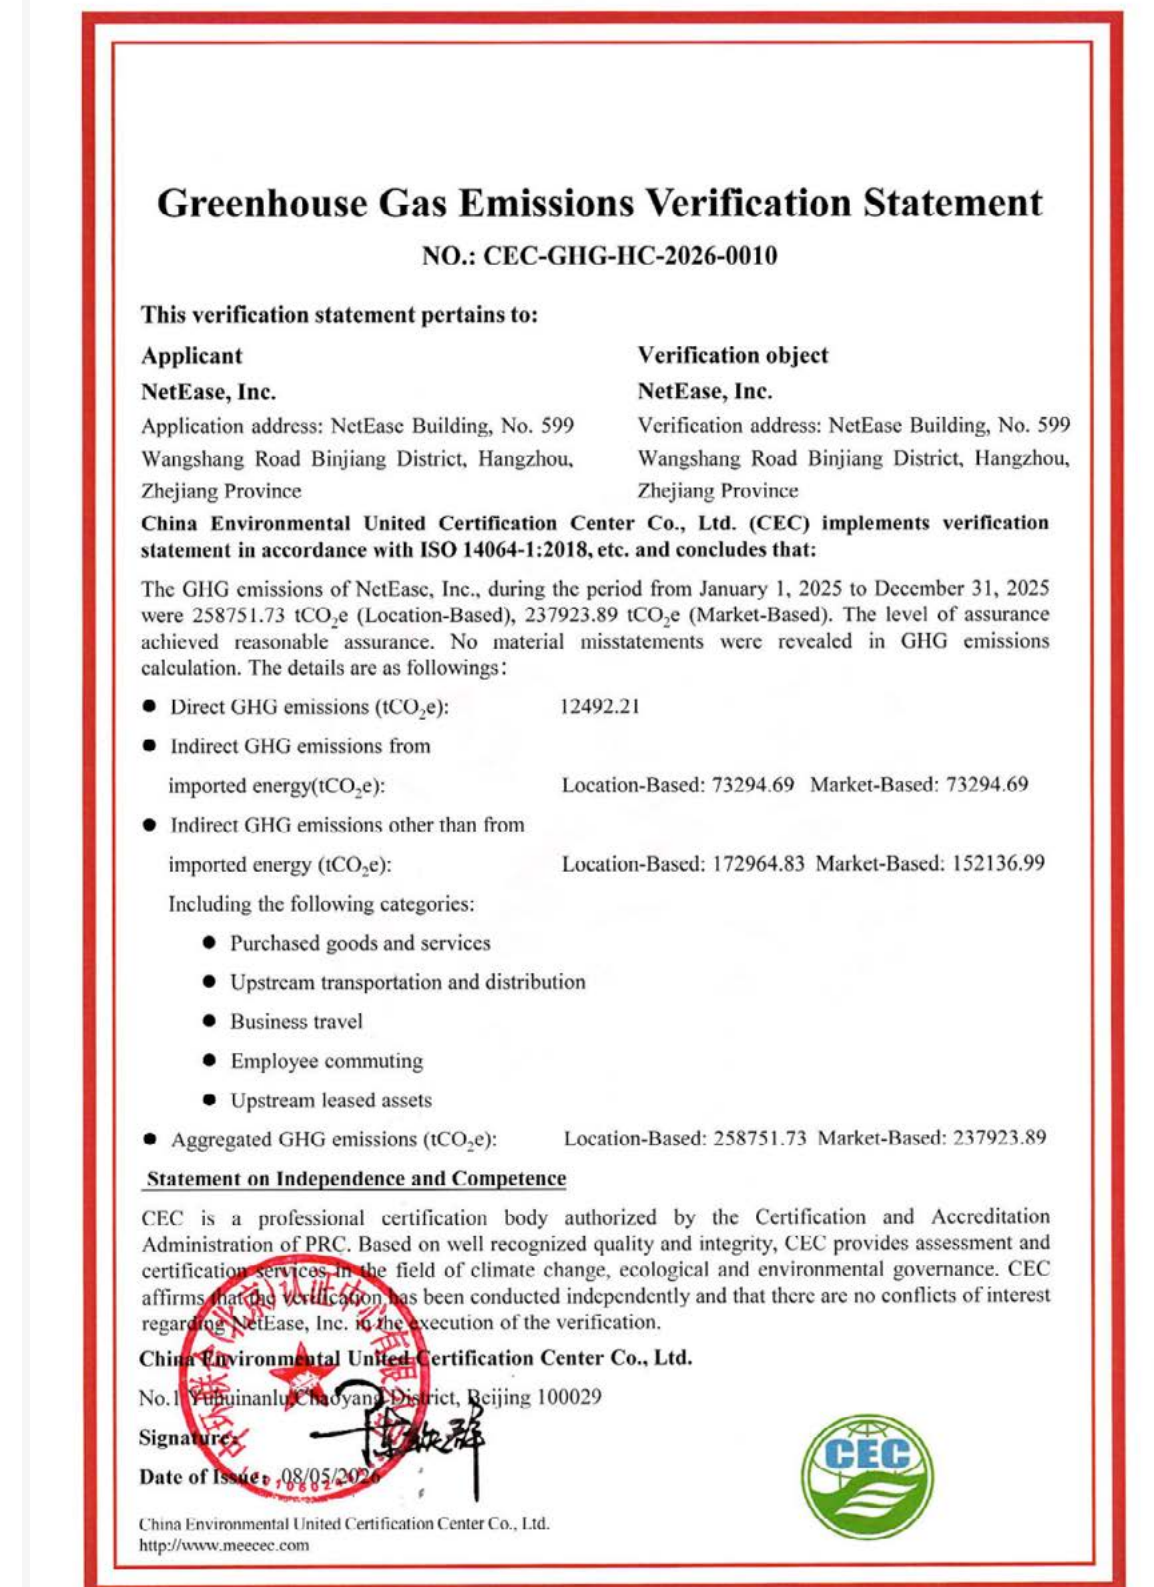 Greenhouse Gas Emissions Verification Statement
NO.: CEC-GHG-HC-2026-0010
This verification statement pertains to:
Applicant
NetEase, Inc.
Application address: NetEase Building, No. 599
Wangshang Road Binjiang District, Hangzhou,
Zhejiang Province
Verification object
NetEase, Inc.
Verification address: NetEase Building, No. 599
Wangshang Road Binjiang District, Hangzhou,
Zhejiang Province
China Environmental United Certification Center Co., Ltd. (CEC) implements verification
statement in accordance with ISO 14064-1:2018, etc. and concludes that:
The GHG emissions of NetEase, Inc., during the period from January 1, 2025 to December 31, 2025
were 258751.73 tCO₂e (Location-Based), 237923.89 tCO₂e (Market-Based). The level of assurance
achieved reasonable assurance. No material misstatements were revealed in GHG emissions
calculation. The details are as followings:
● Direct GHG emissions (tCO₂e): 12492.21
● Indirect GHG emissions from
imported energy(tCO₂e): Location-Based: 73294.69 Market-Based: 73294.69
● Indirect GHG emissions other than from
imported energy (tCO₂e): Location-Based: 172964.83 Market-Based: 152136.99
Including the following categories:
● Purchased goods and services
● Upstream transportation and distribution
● Business travel
● Employee commuting
● Upstream leased assets
● Aggregated GHG emissions (tCO₂e): Location-Based: 258751.73 Market-Based: 237923.89
Statement on Independence and Competence
CEC is a professional certification body authorized by the Certification and Accreditation
Administration of PRC. Based on well recognized quality and integrity, CEC provides assessment and
certification services in the field of climate change, ecological and environmental governance. CEC
affirms that the verification has been conducted independently and that there are no conflicts of interest
regarding NetEase, Inc. in the execution of the verification.
China Environmental United Certification Center Co., Ltd.
No.1 Yuhuinanlu,Chaoyang District, Beijing 100029
Signature:
Date of Issue: 08/05/2026
中环联合(北京)认证中心有限公司
CEC
China Environmental United Certification Center Co., Ltd.
http://www.meecec.com